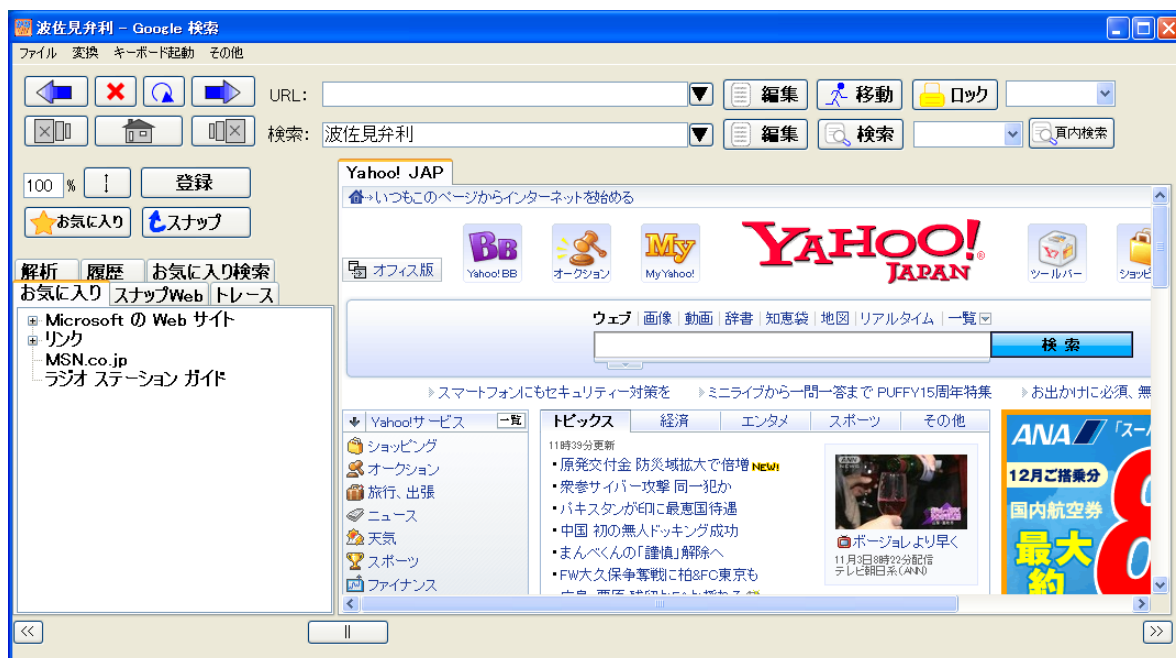 波佐見弁利 - Google 検索
ファイル 変換 キーボード起動 その他
URL: 編集 移動 ロック
検索: 波佐見弁利 編集 検索 頁内検索
100 % 登録
お気に入り スナップ
解析 履歴 お気に入り検索
お気に入り スナップWeb トレース
Microsoft の Web サイト
リンク
MSN.co.jp
ラジオ ステーション ガイド
Yahoo! JAP
いつもこのページからインターネットを始める
オフィス版
BB
Yahoo! BB
オークション
My
My Yahoo!
YAHOO!
JAPAN
ツールバー
ショッピ
ウェブ 画像 動画 辞書 知恵袋 地図 リアルタイム 一覧
検索
スマートフォンにもセキュリティー対策を ミニライブから一問一答まで PUFFY15周年特集 お出かけに必須、無
Yahoo!サービス 一覧
ショッピング
オークション
旅行、出張
ニュース
天気
スポーツ
ファイナンス
トピックス 経済 エンタメ スポーツ その他
11時39分更新
・原発交付金 防災域拡大で倍増 NEW!
・衆参サイバー攻撃 同一犯か
・パキスタンが印に最恵国待遇
・中国 初の無人ドッキング成功
・まんべくんの「謹慎」解除へ
・FW大久保争奪戦に柏&FC東京も
ボージョレより早く
11月3日8時22分配信
テレビ朝日系(ANN)
ANA 「スー
12月ご搭乗分
国内航空券
最大
約
8